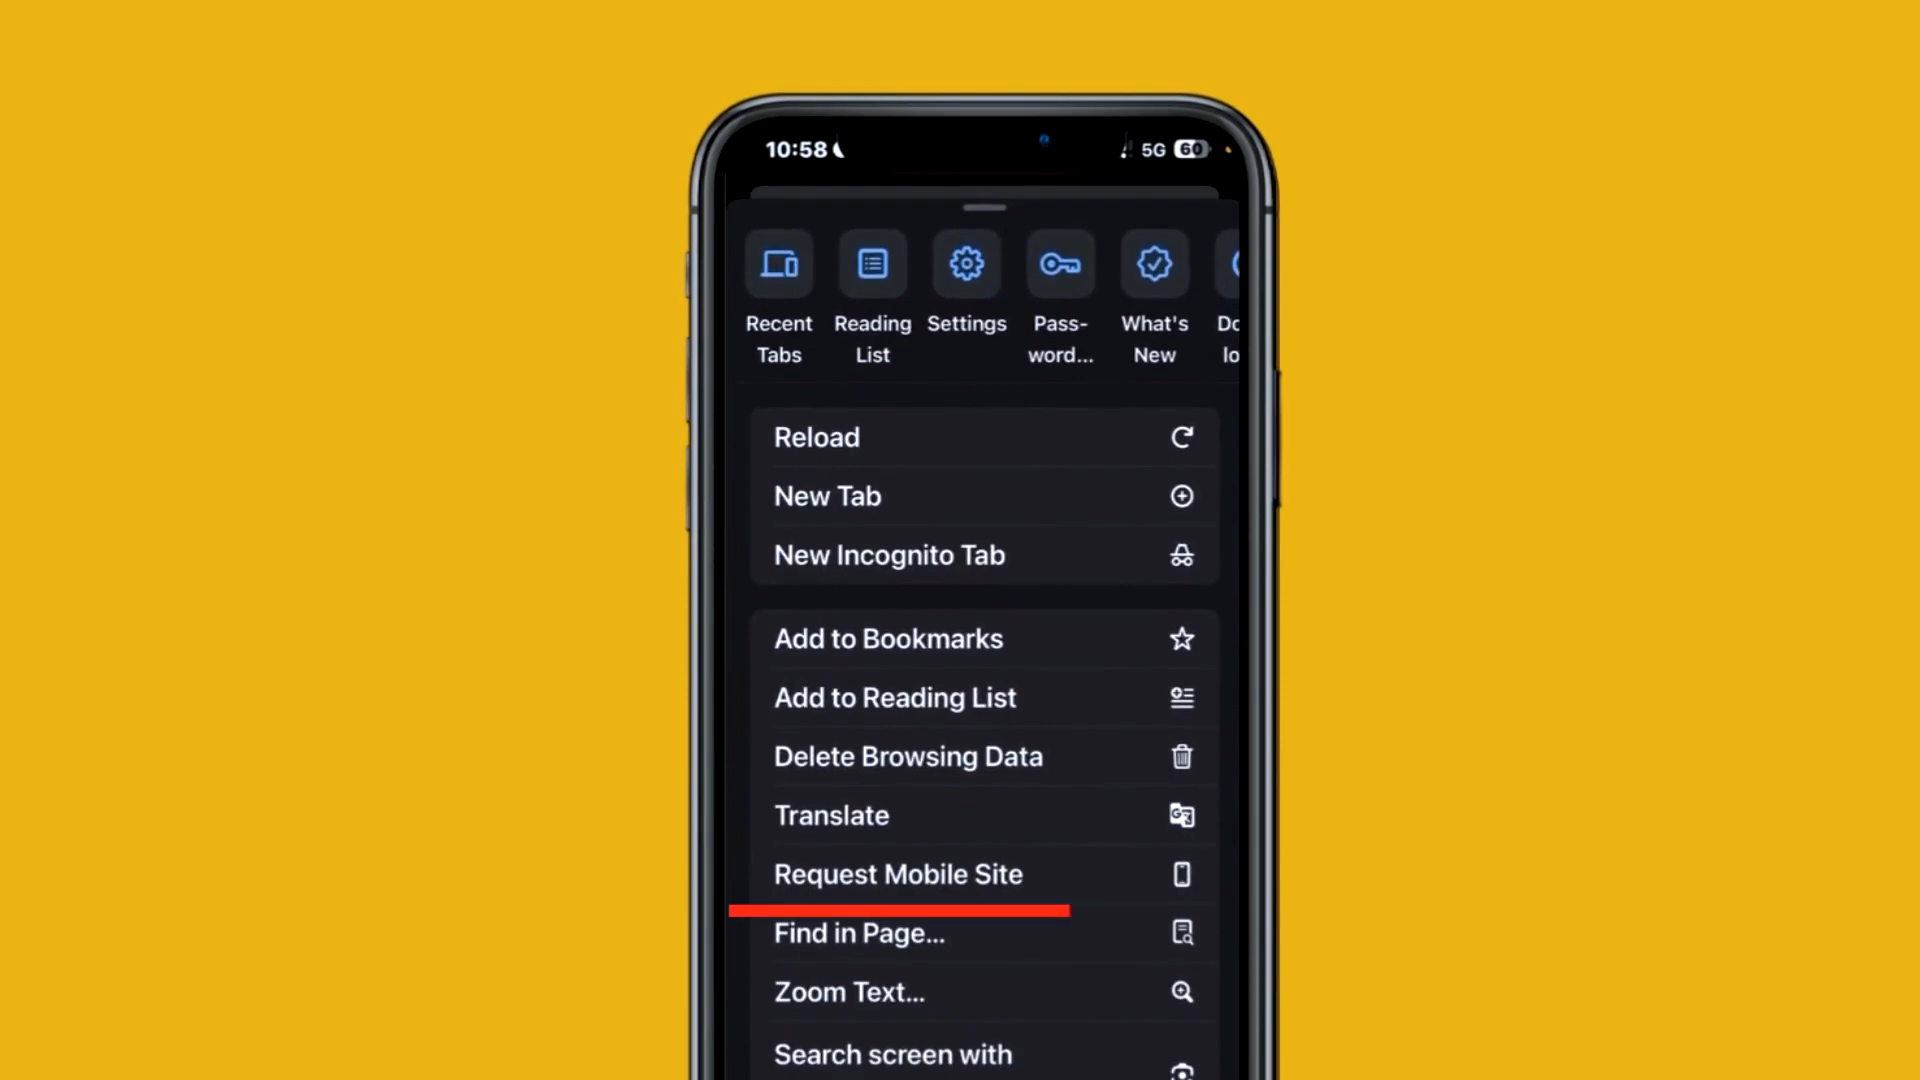 10:58
5G 60
Recent Tabs
Reading List
Settings
Pass-word...
What's New
Reload
New Tab
New Incognito Tab
Add to Bookmarks
Add to Reading List
Delete Browsing Data
Translate
Request Mobile Site
Find in Page...
Zoom Text...
Search screen with